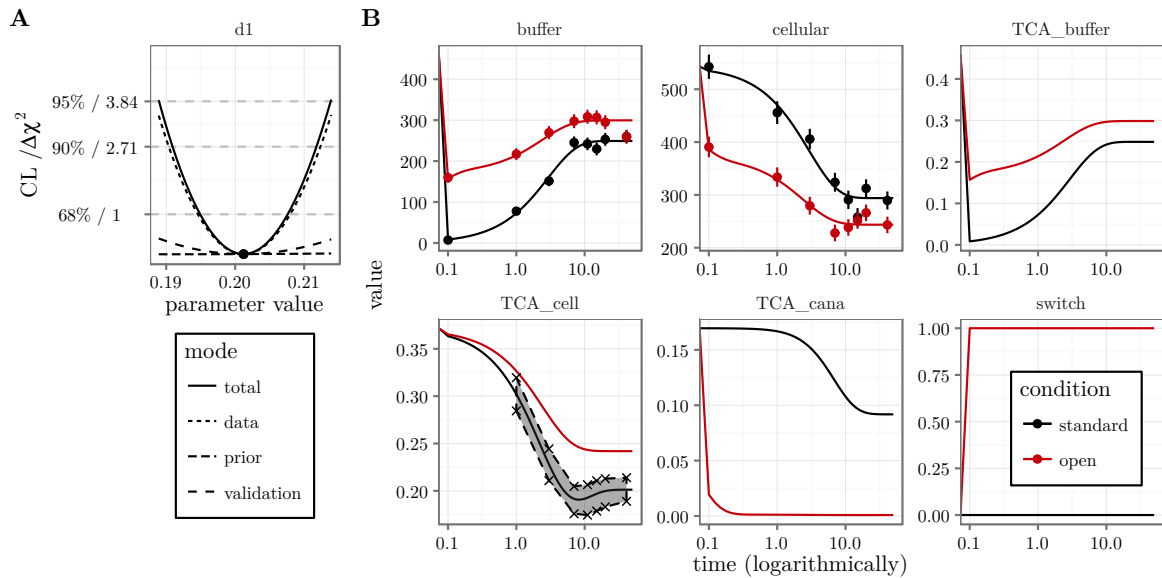 A
d1
CL /Δχ²
95% / 3.84
90% / 2.71
68% / 1
0.19
0.20
0.21
parameter value
mode
total
data
prior
validation
B
value
buffer
400
300
200
100
0
0.1
1.0
10.0
cellular
500
400
300
200
0.1
1.0
10.0
TCA_buffer
0.4
0.3
0.2
0.1
0.0
0.1
1.0
10.0
TCA_cell
0.35
0.30
0.25
0.20
0.1
1.0
10.0
TCA_cana
0.15
0.10
0.05
0.00
0.1
1.0
10.0
switch
1.00
0.75
0.50
0.25
0.00
0.1
1.0
10.0
condition
standard
open
time (logarithmically)